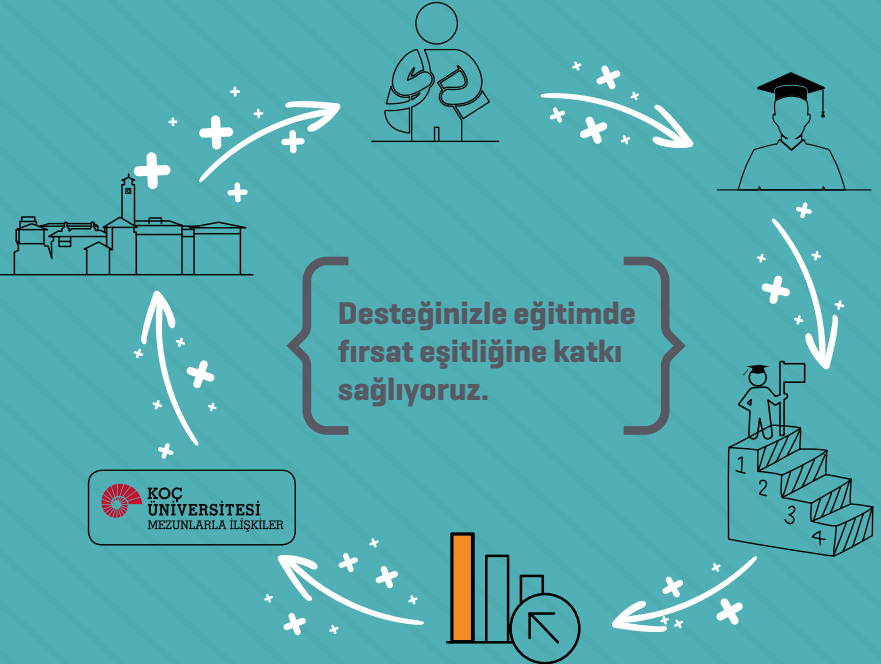 Desteğinizle eğitimde
fırsat eşitliğine katkı
sağlıyoruz.
1
2
3
4
KOÇ
ÜNİVERSİTESİ
MEZUNLARLA İLİŞKİLER